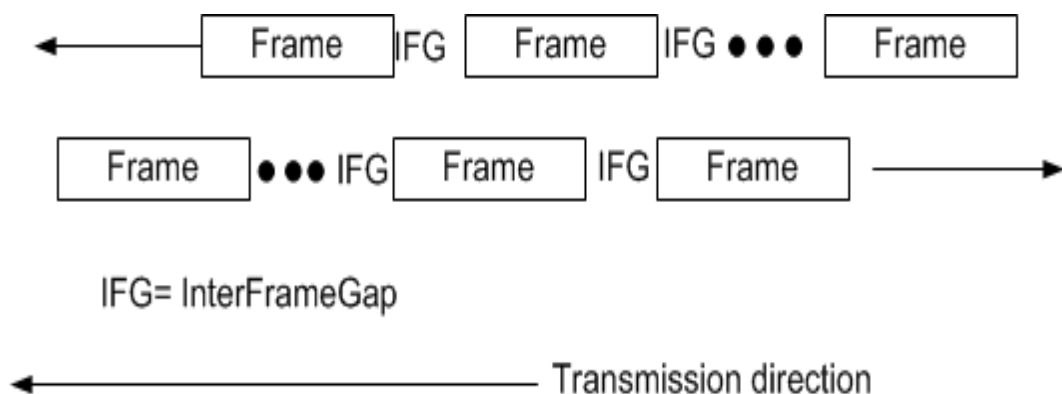 Frame IFG Frame IFG ●●● Frame
Frame ●●● IFG Frame IFG Frame
IFG= InterFrameGap
Transmission direction